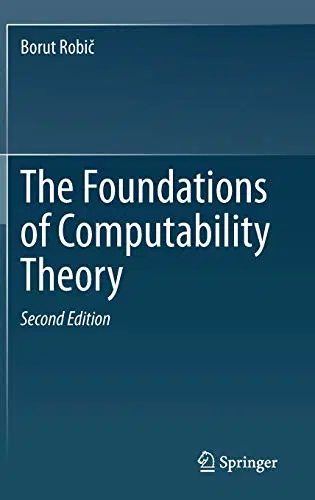 Borut Robič
The Foundations
of Computability
Theory
Second Edition
Springer